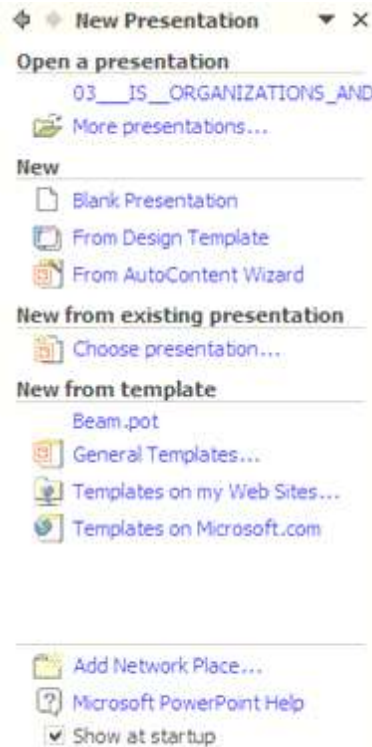 New Presentation
Open a presentation
03___IS__ORGANIZATIONS_AND
More presentations...
New
Blank Presentation
From Design Template
From AutoContent Wizard
New from existing presentation
Choose presentation...
New from template
Beam.pot
General Templates...
Templates on my Web Sites...
Templates on Microsoft.com
Add Network Place...
Microsoft PowerPoint Help
Show at startup